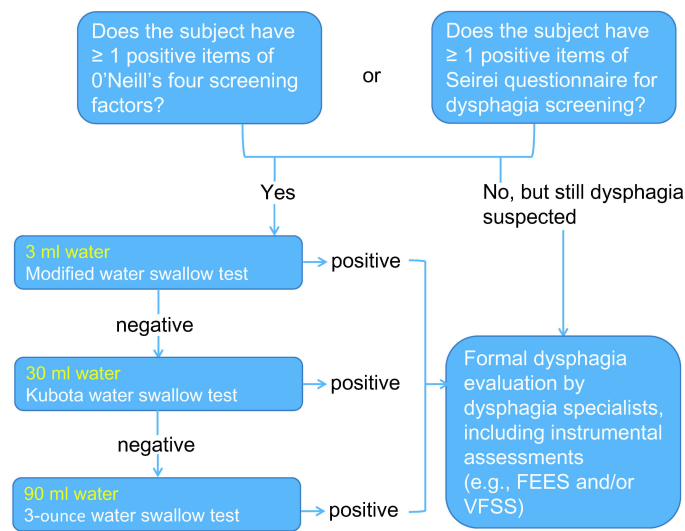 Does the subject have
≥ 1 positive items of
0'Neill's four screening
factors?
or
Does the subject have
≥ 1 positive items of
Seirei questionnaire for
dysphagia screening?
Yes
No, but still dysphagia
suspected
3 ml water
Modified water swallow test
positive
negative
30 ml water
Kubota water swallow test
positive
negative
90 ml water
3-ounce water swallow test
positive
Formal dysphagia
evaluation by
dysphagia specialists,
including instrumental
assessments
(e.g., FEES and/or
VFSS)